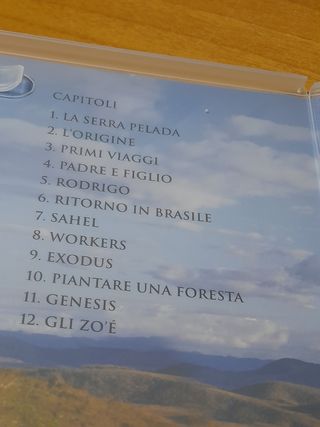 CAPITOLI
1. LA SERRA PELADA
2. L'ORIGINE
3. PRIMI VIAGGI
4. PADRE E FIGLIO
5. RODRIGO
6. RITORNO IN BRASILE
7. SAHEL
8. WORKERS
9. EXODUS
10. PIANTARE UNA FORESTA
11. GENESIS
12. GLI ZO'É